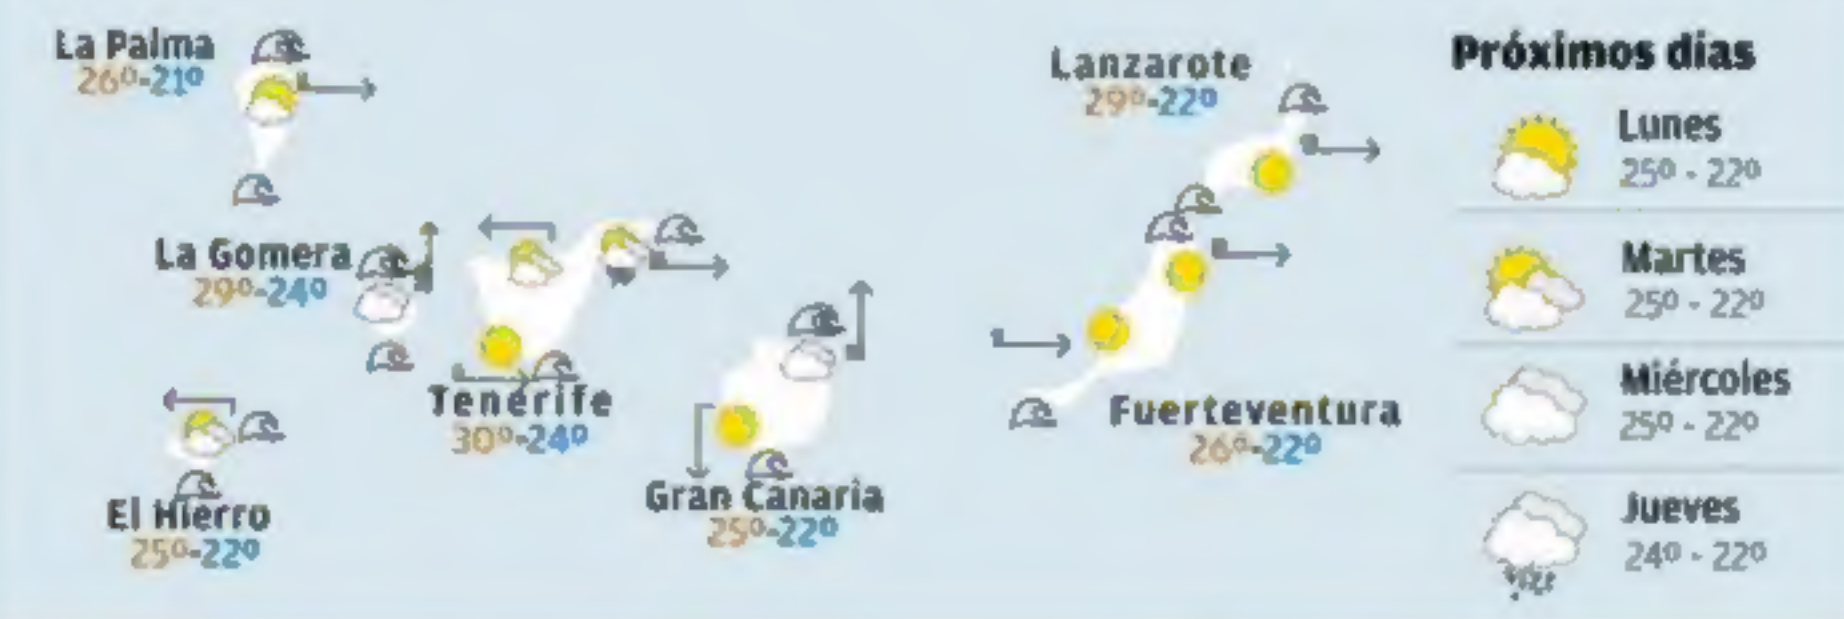 La Palma
26º-21º
La Gomera
29º-24º
El Hierro
25º-22º
Tenerife
30º-24º
Gran Canaria
25º-22º
Lanzarote
29º-22º
Fuerteventura
26º-22º
Próximos días
Lunes
25º - 22º
Martes
25º - 22º
Miércoles
25º - 22º
Jueves
24º - 22º